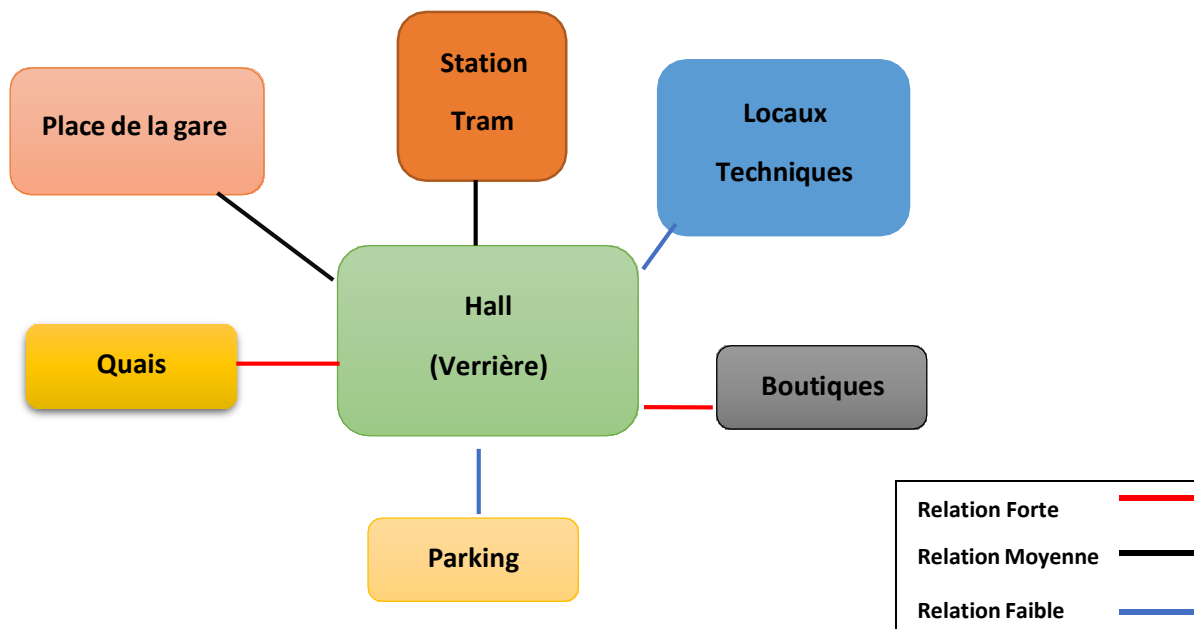 Station
Tram
Place de la gare
Locaux
Techniques
Hall
(Verrière)
Quais
Boutiques
Parking
Relation Forte
Relation Moyenne
Relation Faible